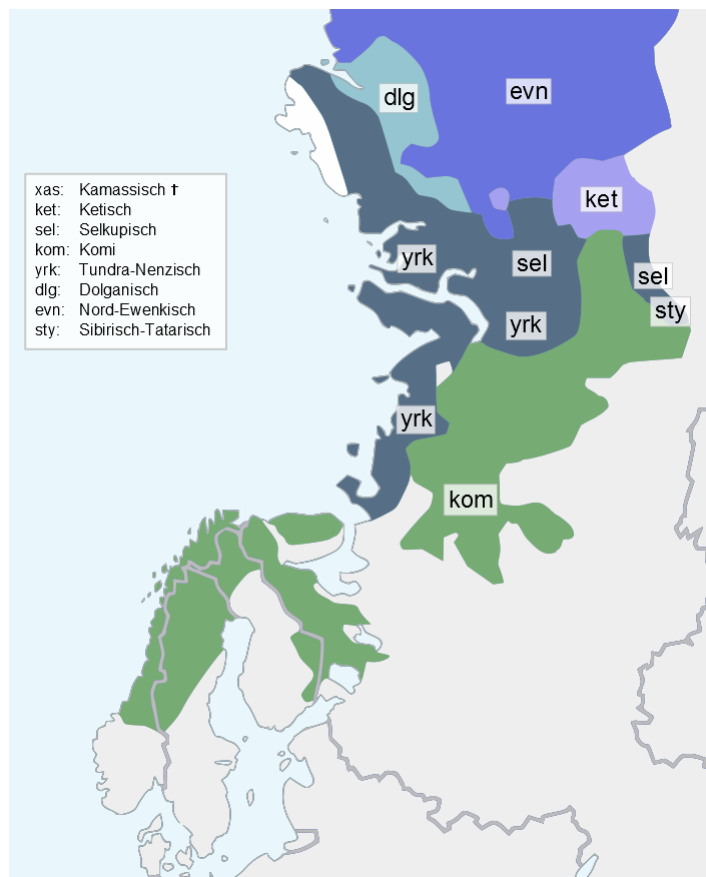 dlg
evn
xas: Kamassisch †
ket: Ketisch
sel: Selkupisch
kom: Komi
yrk: Tundra-Nenzisch
dlg: Dolganisch
evn: Nord-Ewenkisch
sty: Sibirisch-Tatarisch
ket
yrk
sel
sel
sty
yrk
yrk
kom